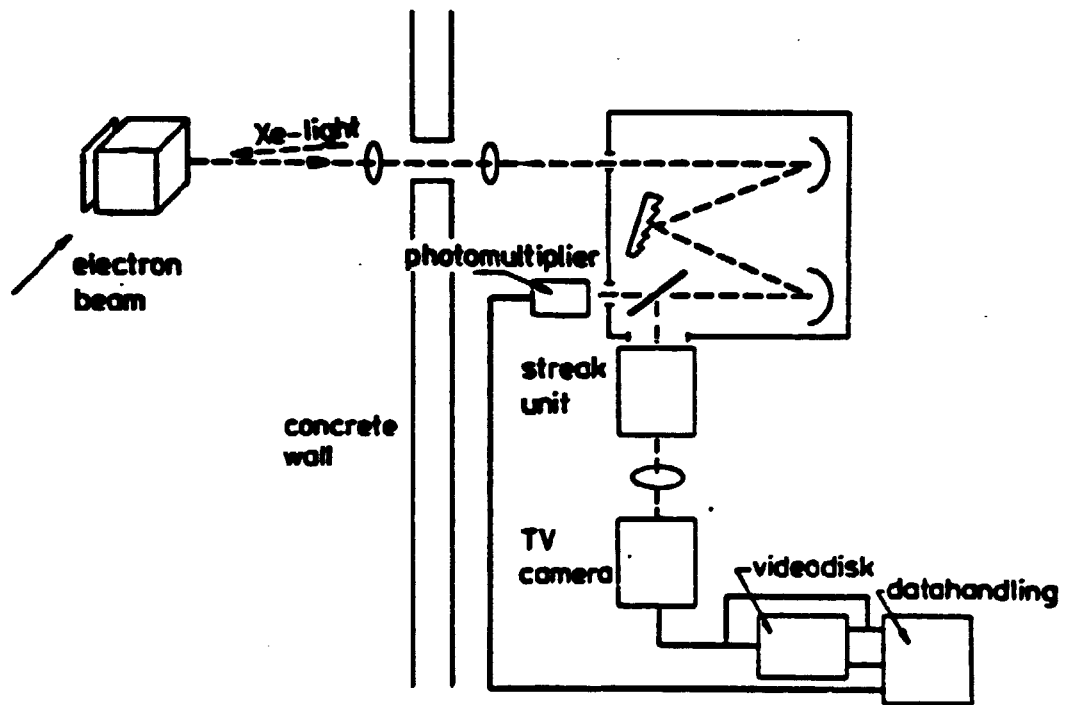 Xe-light
electron
beam
photomultiplier
streak
unit
concrete
wall
TV
camera
videodisk
datahandling